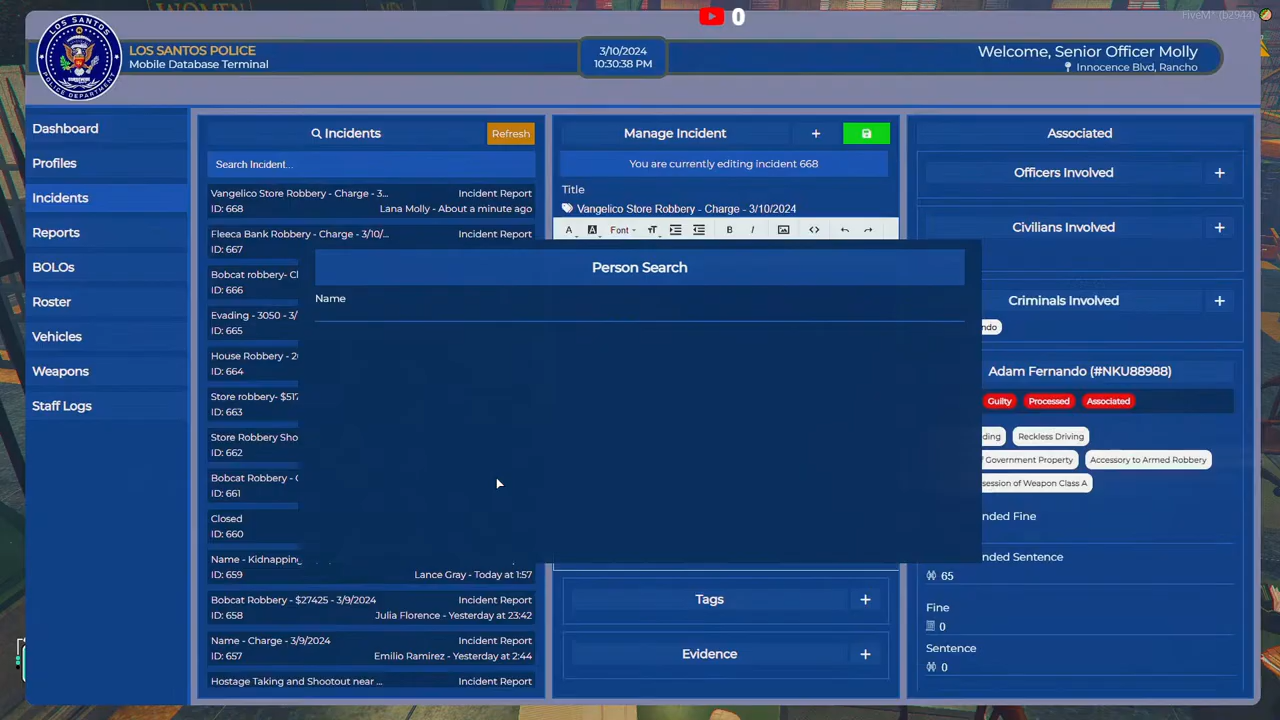 WOMEN
0
FiveM* (b2944)
LOS SANTOS
POLICE DEPARTMENT
LOS SANTOS POLICE
Mobile Database Terminal
3/10/2024
10:30:38 PM
Welcome, Senior Officer Molly
Innocence Blvd, Rancho
Dashboard
Profiles
Incidents
Reports
BOLOs
Roster
Vehicles
Weapons
Staff Logs
Incidents
Refresh
Search Incident...
Vangelico Store Robbery - Charge - 3... Incident Report
ID: 668 Lana Molly - About a minute ago
Fleeca Bank Robbery - Charge - 3/10/... Incident Report
ID: 667
Bobcat robbery- Cl
ID: 666
Evading - 3050 - 3/
ID: 665
House Robbery - 20
ID: 664
Store robbery- $517
ID: 663
Store Robbery Sho
ID: 662
Bobcat Robbery - C
ID: 661
Closed
ID: 660
Name - Kidnapping
ID: 659 Lance Gray - Today at 1:57
Bobcat Robbery - $27425 - 3/9/2024 Incident Report
ID: 658 Julia Florence - Yesterday at 23:42
Name - Charge - 3/9/2024 Incident Report
ID: 657 Emilio Ramirez - Yesterday at 2:44
Hostage Taking and Shootout near ... Incident Report
Manage Incident +
You are currently editing incident 668
Title
Vangelico Store Robbery - Charge - 3/10/2024
A A Font B I
Person Search
Name
Tags +
Evidence +
Associated
Officers Involved +
Civilians Involved +
Criminals Involved +
ndo
Adam Fernando (#NKU88988)
Guilty Processed Associated
ding Reckless Driving
f Government Property Accessory to Armed Robbery
session of Weapon Class A
nded Fine
nded Sentence
65
Fine
0
Sentence
0